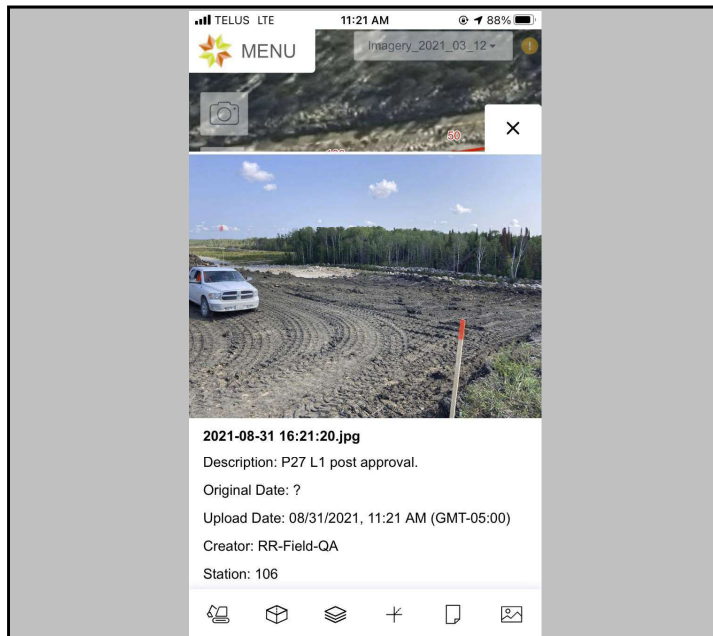 TELUS LTE 11:21 AM 88%
MENU
Imagery_2021_03_12
!
50
2021-08-31 16:21:20.jpg
Description: P27 L1 post approval.
Original Date: ?
Upload Date: 08/31/2021, 11:21 AM (GMT-05:00)
Creator: RR-Field-QA
Station: 106